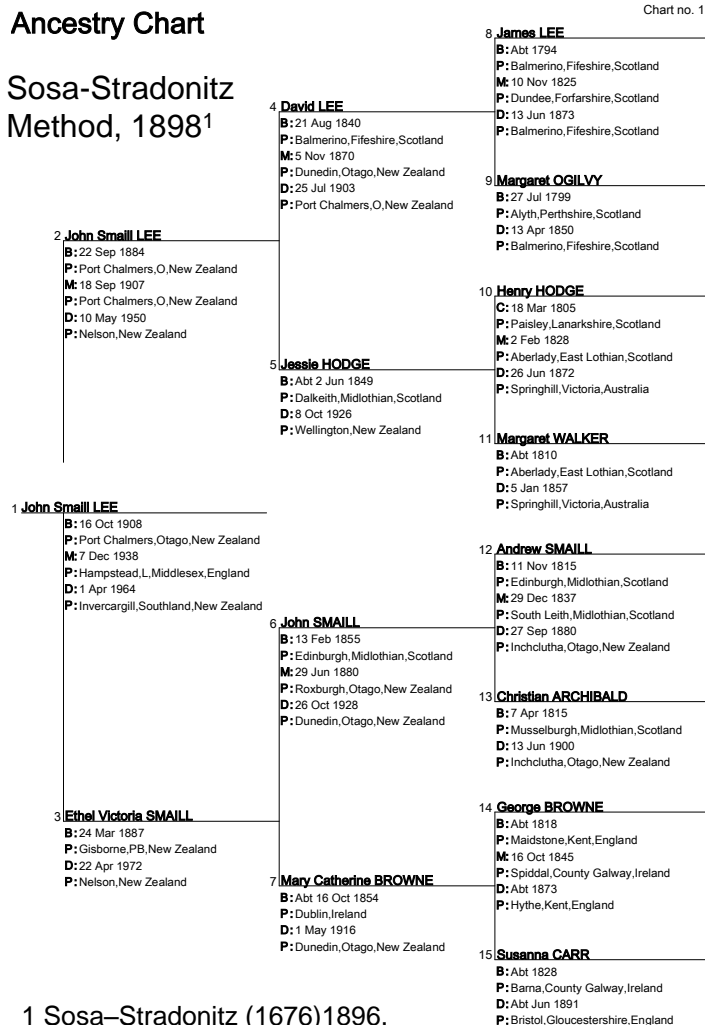 Chart no. 1
Ancestry Chart
Sosa-Stradonitz
Method, 1898¹
8 James LEE
B: Abt 1794
P: Balmerino,Fifeshire,Scotland
M: 10 Nov 1825
P: Dundee,Forfarshire,Scotland
D: 13 Jun 1873
P: Balmerino,Fifeshire,Scotland
4 David LEE
B: 21 Aug 1840
P: Balmerino,Fifeshire,Scotland
M: 5 Nov 1870
P: Dunedin,Otago,New Zealand
D: 25 Jul 1903
P: Port Chalmers,O,New Zealand
9 Margaret OGILVY
B: 27 Jul 1799
P: Alyth,Perthshire,Scotland
D: 13 Apr 1850
P: Balmerino,Fifeshire,Scotland
2 John Smaill LEE
B: 22 Sep 1884
P: Port Chalmers,O,New Zealand
M: 18 Sep 1907
P: Port Chalmers,O,New Zealand
D: 10 May 1950
P: Nelson,New Zealand
10 Henry HODGE
C: 18 Mar 1805
P: Paisley,Lanarkshire,Scotland
M: 2 Feb 1828
P: Aberlady,East Lothian,Scotland
D: 26 Jun 1872
P: Springhill,Victoria,Australia
5 Jessie HODGE
B: Abt 2 Jun 1849
P: Dalkeith,Midlothian,Scotland
D: 8 Oct 1926
P: Wellington,New Zealand
11 Margaret WALKER
B: Abt 1810
P: Aberlady,East Lothian,Scotland
D: 5 Jan 1857
P: Springhill,Victoria,Australia
1 John Smaill LEE
B: 16 Oct 1908
P: Port Chalmers,Otago,New Zealand
M: 7 Dec 1938
P: Hampstead,L,Middlesex,England
D: 1 Apr 1964
P: Invercargill,Southland,New Zealand
12 Andrew SMAILL
B: 11 Nov 1815
P: Edinburgh,Midlothian,Scotland
M: 29 Dec 1837
P: South Leith,Midlothian,Scotland
D: 27 Sep 1880
P: Inchclutha,Otago,New Zealand
6 John SMAILL
B: 13 Feb 1855
P: Edinburgh,Midlothian,Scotland
M: 29 Jun 1880
P: Roxburgh,Otago,New Zealand
D: 26 Oct 1928
P: Dunedin,Otago,New Zealand
13 Christian ARCHIBALD
B: 7 Apr 1815
P: Musselburgh,Midlothian,Scotland
D: 13 Jun 1900
P: Inchclutha,Otago,New Zealand
3 Ethel Victoria SMAILL
B: 24 Mar 1887
P: Gisborne,PB,New Zealand
D: 22 Apr 1972
P: Nelson,New Zealand
14 George BROWNE
B: Abt 1818
P: Maidstone,Kent,England
M: 16 Oct 1845
P: Spiddal,County Galway,Ireland
D: Abt 1873
P: Hythe,Kent,England
7 Mary Catherine BROWNE
B: Abt 16 Oct 1854
P: Dublin,Ireland
D: 1 May 1916
P: Dunedin,Otago,New Zealand
15 Susanna CARR
B: Abt 1828
P: Barna,County Galway,Ireland
D: Abt Jun 1891
P: Bristol,Gloucestershire,England
1 Sosa–Stradonitz (1676)1896.